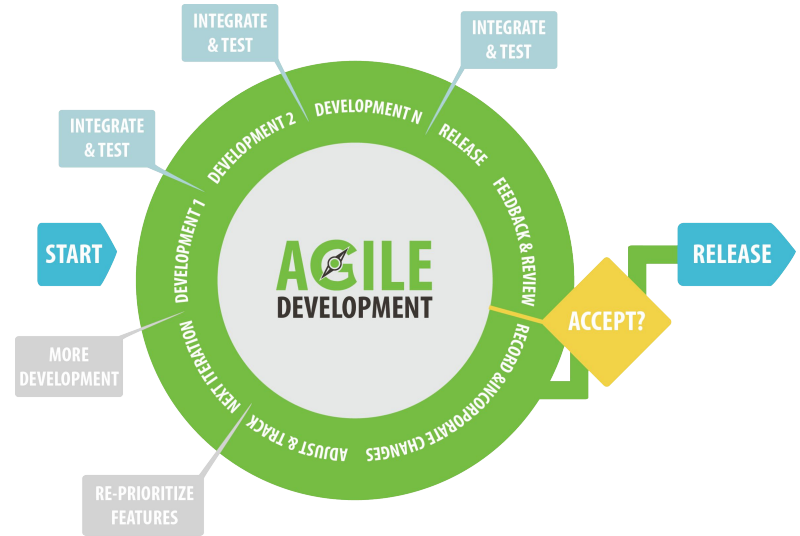 INTEGRATE
& TEST
INTEGRATE
& TEST
INTEGRATE
& TEST
START
DEVELOPMENT 1
DEVELOPMENT 2
DEVELOPMENT N
RELEASE
FEEDBACK & REVIEW
ACCEPT?
RELEASE
RECORD &INCORPORATE CHANGES
ADJUST & TRACK
NEXT ITERATION
AGILE
DEVELOPMENT
MORE
DEVELOPMENT
RE-PRIORITIZE
FEATURES